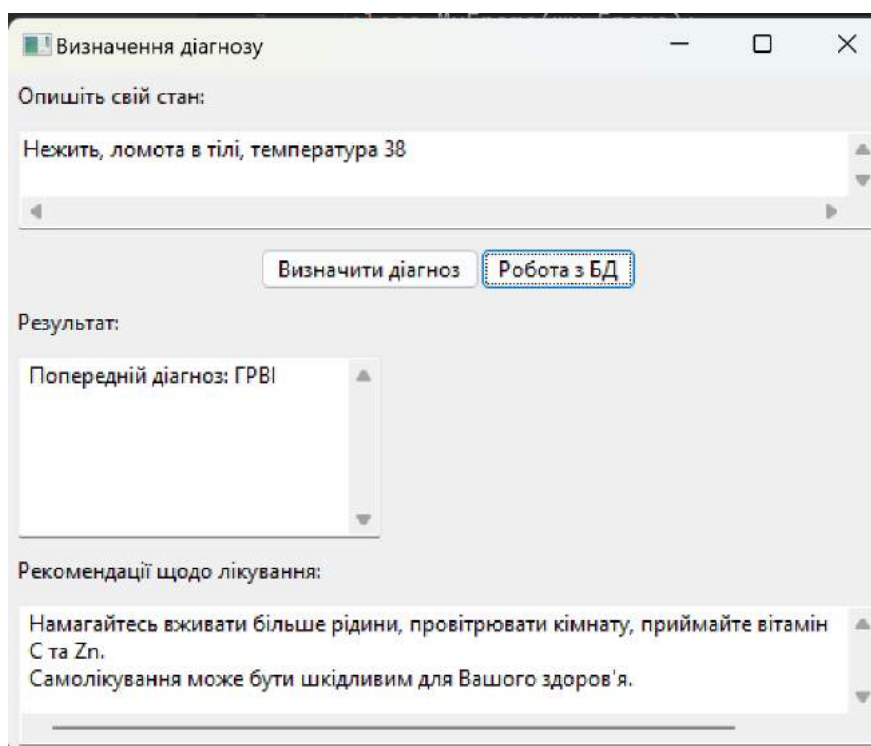 Визначення діагнозу
Опишіть свій стан:
Нежить, ломота в тілі, температура 38
Визначити діагноз Робота з БД
Результат:
Попередній діагноз: ГРВІ
Рекомендації щодо лікування:
Намагайтесь вживати більше рідини, провітрювати кімнату, приймайте вітамін
С та Zn.
Самолікування може бути шкідливим для Вашого здоров'я.